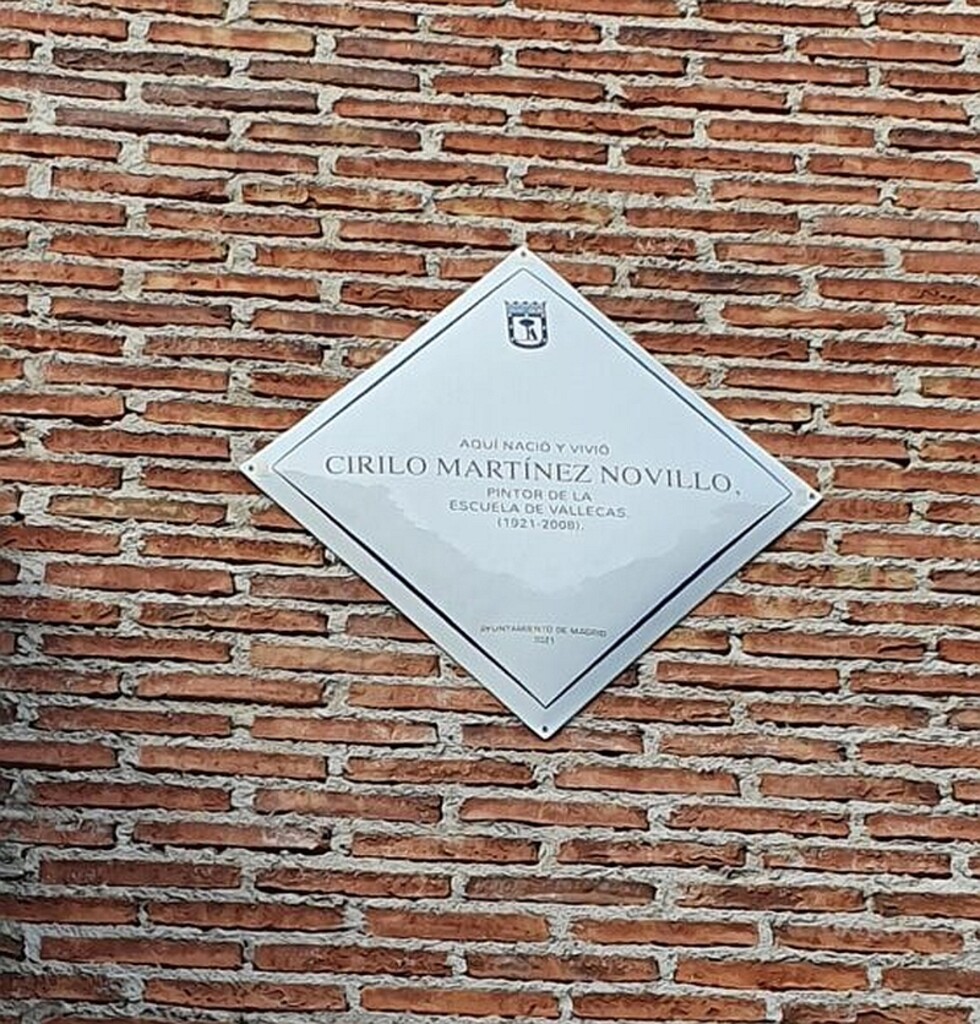 AQUÍ NACIÓ Y VIVIÓ
CIRILO MARTÍNEZ NOVILLO,
PINTOR DE LA
ESCUELA DE VALLECAS.
(1921-2008).
AYUNTAMIENTO DE MADRID
2021